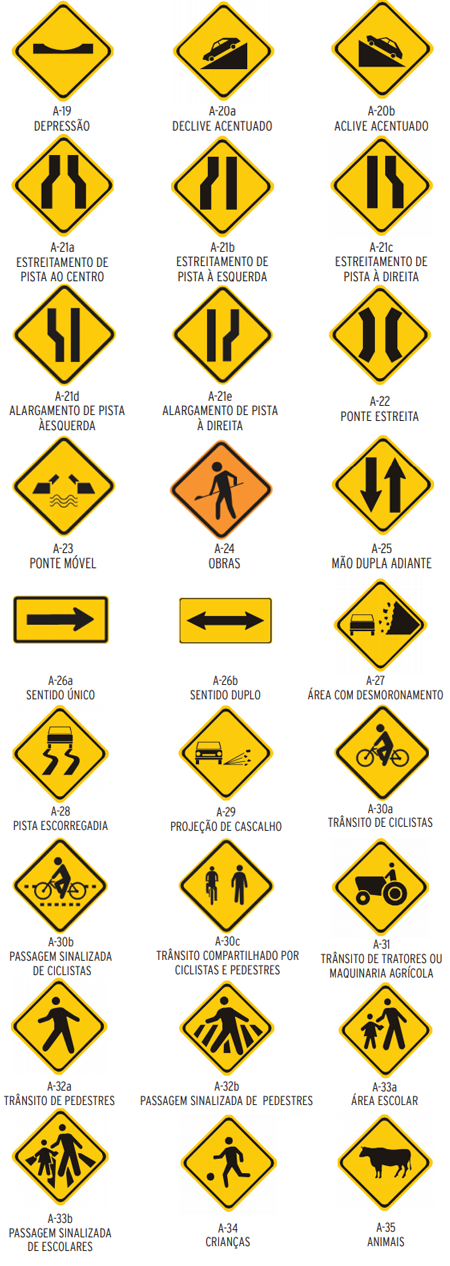 A-19
DEPRESSÃO
A-20a
DECLIVE ACENTUADO
A-20b
ACLIVE ACENTUADO
A-21a
ESTREITAMENTO DE
PISTA AO CENTRO
A-21b
ESTREITAMENTO DE
PISTA À ESQUERDA
A-21c
ESTREITAMENTO DE
PISTA À DIREITA
A-21d
ALARGAMENTO DE PISTA
ÀESQUERDA
A-21e
ALARGAMENTO DE PISTA
À DIREITA
A-22
PONTE ESTREITA
A-23
PONTE MÓVEL
A-24
OBRAS
A-25
MÃO DUPLA ADIANTE
A-26a
SENTIDO ÚNICO
A-26b
SENTIDO DUPLO
A-27
ÁREA COM DESMORONAMENTO
A-28
PISTA ESCORREGADIA
A-29
PROJEÇÃO DE CASCALHO
A-30a
TRÂNSITO DE CICLISTAS
A-30b
PASSAGEM SINALIZADA
DE CICLISTAS
A-30c
TRÂNSITO COMPARTILHADO POR
CICLISTAS E PEDESTRES
A-31
TRÂNSITO DE TRATORES OU
MAQUINARIA AGRÍCOLA
A-32a
TRÂNSITO DE PEDESTRES
A-32b
PASSAGEM SINALIZADA DE PEDESTRES
A-33a
ÁREA ESCOLAR
A-33b
PASSAGEM SINALIZADA
DE ESCOLARES
A-34
CRIANÇAS
A-35
ANIMAIS